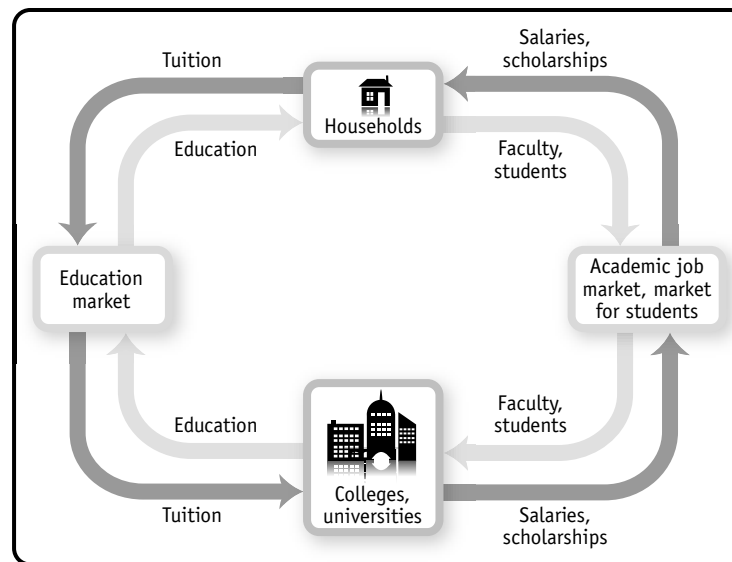 Tuition
Salaries,
scholarships
Households
Education
Faculty,
students
Education
market
Academic job
market, market
for students
Education
Faculty,
students
Colleges,
universities
Tuition
Salaries,
scholarships